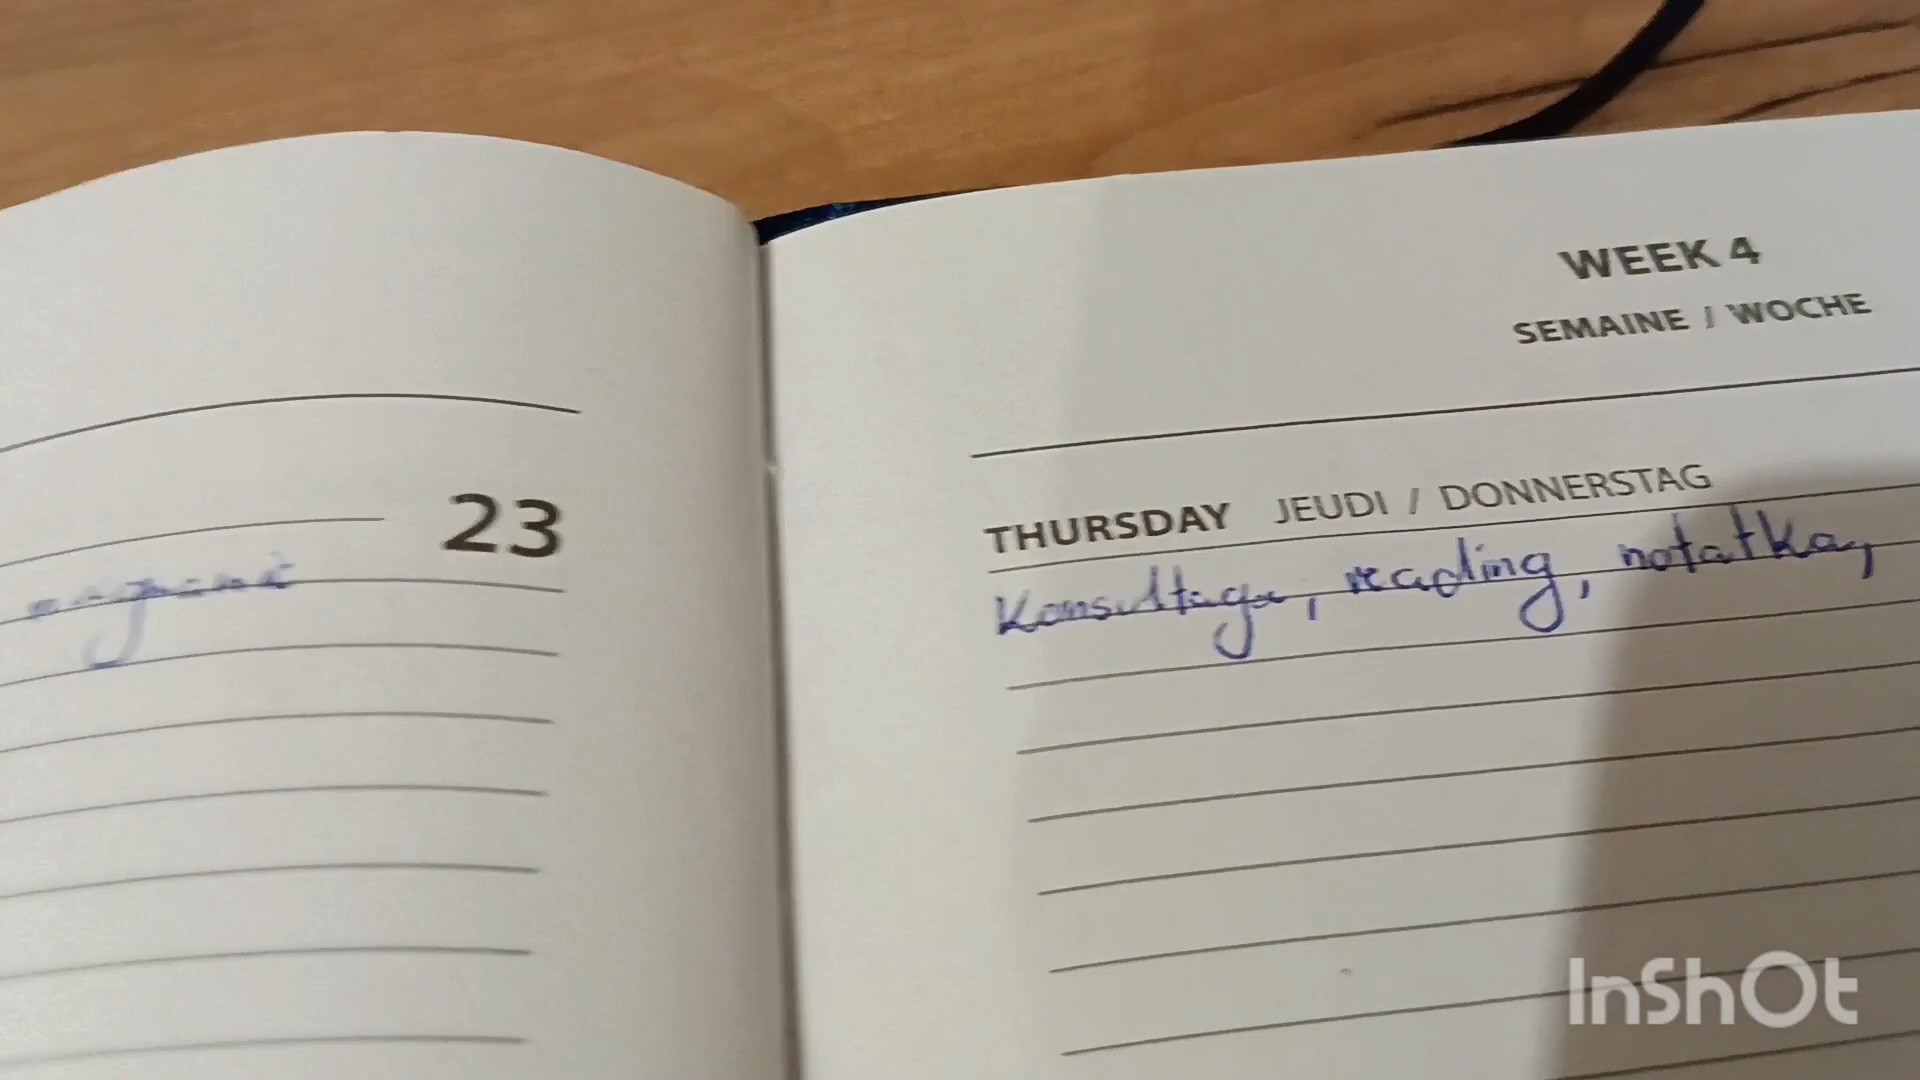 23
WEEK 4
SEMAINE / WOCHE
THURSDAY JEUDI / DONNERSTAG
Konsultacja, reading, notatka,
InShOt